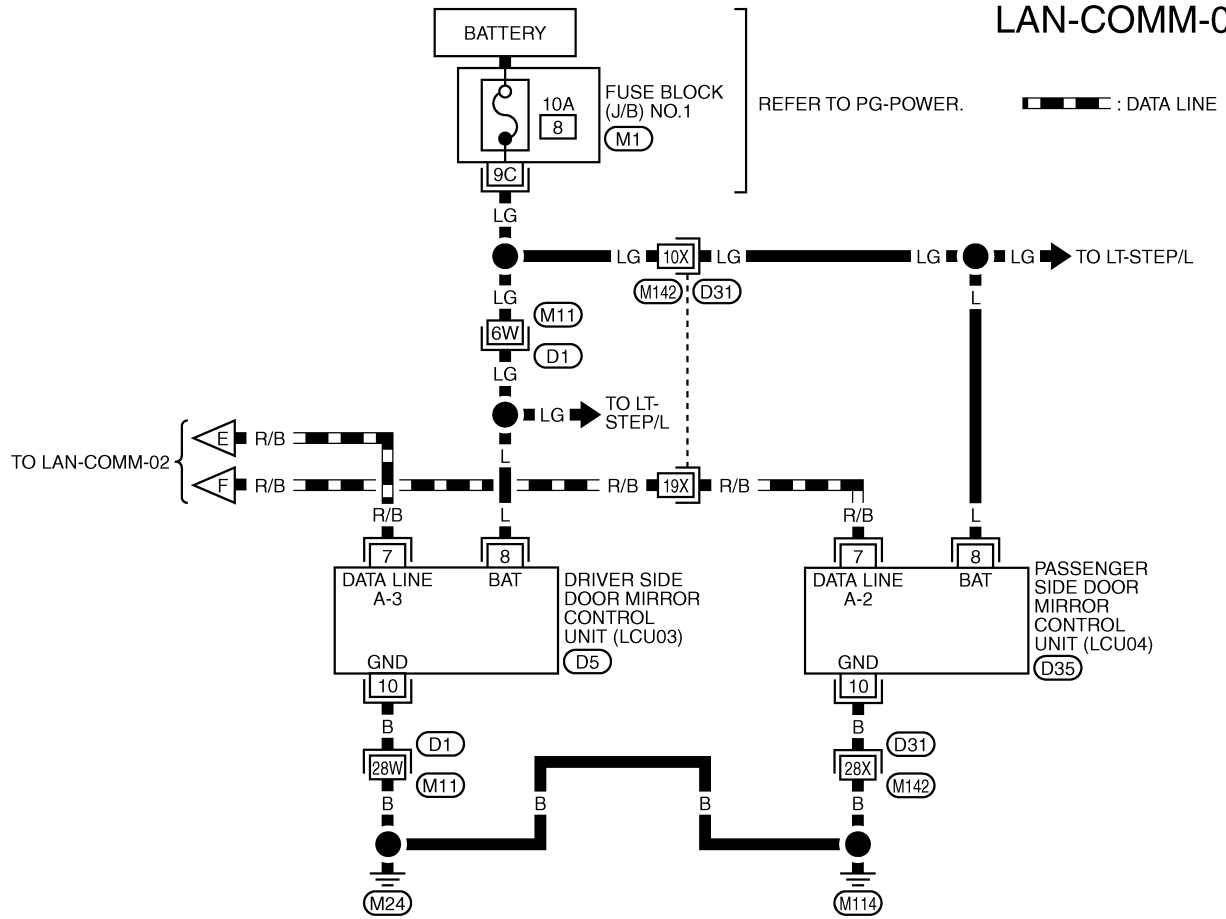 LAN-COMM-0
BATTERY
10A
8
FUSE BLOCK
(J/B) NO.1
M1
REFER TO PG-POWER.
: DATA LINE
9C
LG
LG
10X
LG
LG
LG
TO LT-STEP/L
LG
M142
D31
L
M11
6W
D1
LG
LG
TO LT-
STEP/L
E
R/B
TO LAN-COMM-02
L
F
R/B
R/B
19X
R/B
R/B
L
R/B
L
7
8
7
8
DATA LINE
A-3
BAT
DRIVER SIDE
DOOR MIRROR
CONTROL
UNIT (LCU03)
D5
DATA LINE
A-2
BAT
PASSENGER
SIDE DOOR
MIRROR
CONTROL
UNIT (LCU04)
D35
GND
GND
10
10
B
B
D1
D31
28W
28X
M11
M142
B
B
B
B
M24
M114